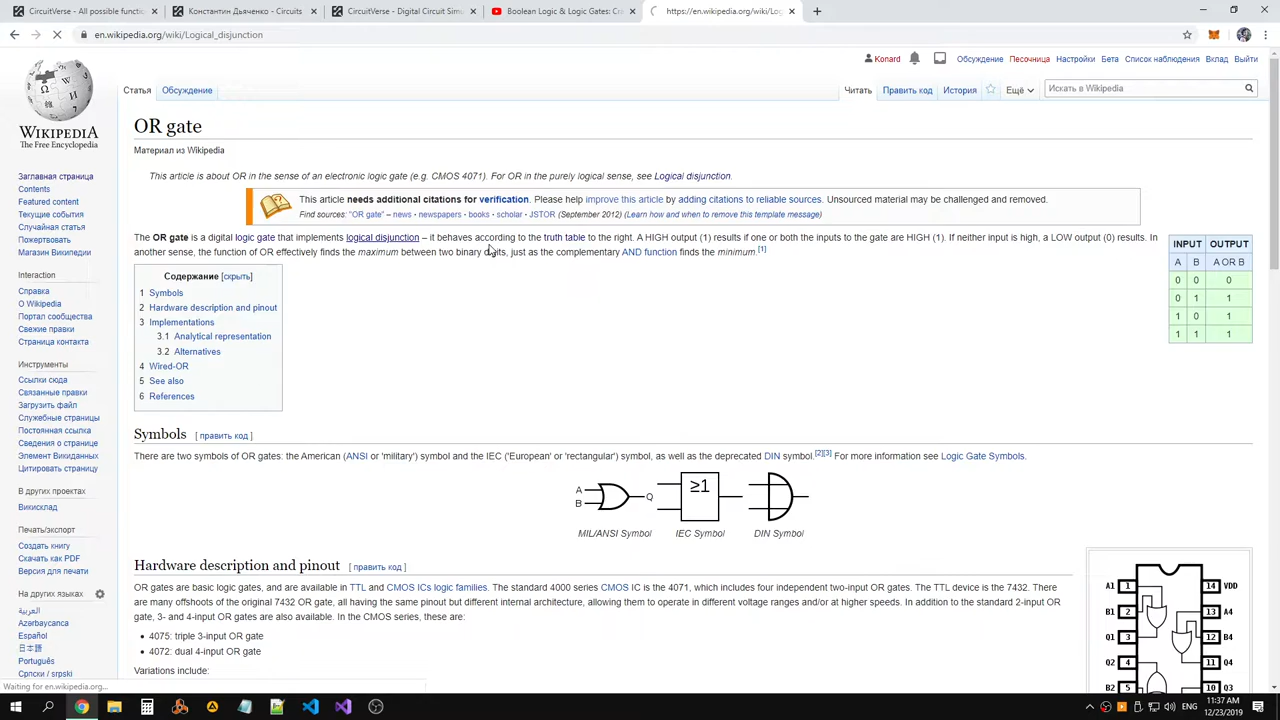 CircuitVerse - All possible functi
Константин Дьяченко - Circuits
CircuitVerse - Digital Circuit Simu
Boolean Logic & Logic Gates: Cra
https://en.wikipedia.org/wiki/Log
en.wikipedia.org/wiki/Logical_disjunction
Konard
Обсуждение
Песочница
Настройки
Бета
Список наблюдения
Вклад
Выйти
Статья
Обсуждение
Читать
Править код
История
Ещё
Искать в Wikipedia
WIKIPEDIA
The Free Encyclopedia
Заглавная страница
Contents
Featured content
Текущие события
Случайная статья
Пожертвовать
Магазин Википедии
Interaction
Справка
О Wikipedia
Портал сообщества
Свежие правки
Страница контакта
Инструменты
Ссылки сюда
Связанные правки
Загрузить файл
Служебные страницы
Постоянная ссылка
Сведения о странице
Элемент Викиданных
Цитировать страницу
В других проектах
Викисклад
Печать/экспорт
Создать книгу
Скачать как PDF
Версия для печати
На других языках
العربية
Azərbaycanca
Español
日本語
Português
Српски / srpski
OR gate
Материал из Wikipedia
This article is about OR in the sense of an electronic logic gate (e.g. CMOS 4071). For OR in the purely logical sense, see Logical disjunction.
This article needs additional citations for verification. Please help improve this article by adding citations to reliable sources. Unsourced material may be challenged and removed.
Find sources: "OR gate" – news · newspapers · books · scholar · JSTOR (September 2012) (Learn how and when to remove this template message)
The OR gate is a digital logic gate that implements logical disjunction – it behaves according to the truth table to the right. A HIGH output (1) results if one or both the inputs to the gate are HIGH (1). If neither input is high, a LOW output (0) results. In
another sense, the function of OR effectively finds the maximum between two binary digits, just as the complementary AND function finds the minimum.[1]
INPUT OUTPUT
A B A OR B
0 0 0
0 1 1
1 0 1
1 1 1
Содержание [скрыть]
1 Symbols
2 Hardware description and pinout
3 Implementations
3.1 Analytical representation
3.2 Alternatives
4 Wired-OR
5 See also
6 References
Symbols [ править код ]
There are two symbols of OR gates: the American (ANSI or 'military') symbol and the IEC ('European' or 'rectangular') symbol, as well as the deprecated DIN symbol.[2][3] For more information see Logic Gate Symbols.
A
B
Q
≥1
MIL/ANSI Symbol
IEC Symbol
DIN Symbol
Hardware description and pinout [ править код ]
OR gates are basic logic gates, and are available in TTL and CMOS ICs logic families. The standard 4000 series CMOS IC is the 4071, which includes four independent two-input OR gates. The TTL device is the 7432. There
are many offshoots of the original 7432 OR gate, all having the same pinout but different internal architecture, allowing them to operate in different voltage ranges and/or at higher speeds. In addition to the standard 2-input OR
gate, 3- and 4-input OR gates are also available. In the CMOS series, these are:
• 4075: triple 3-input OR gate
• 4072: dual 4-input OR gate
Variations include:
A1 1 14 VDD
B1 2 13 A4
Q1 3 12 B4
Q2 4 11 Q4
B2 5 10 Q3
Waiting for en.wikipedia.org...
ENG
11:37 AM
12/23/2019